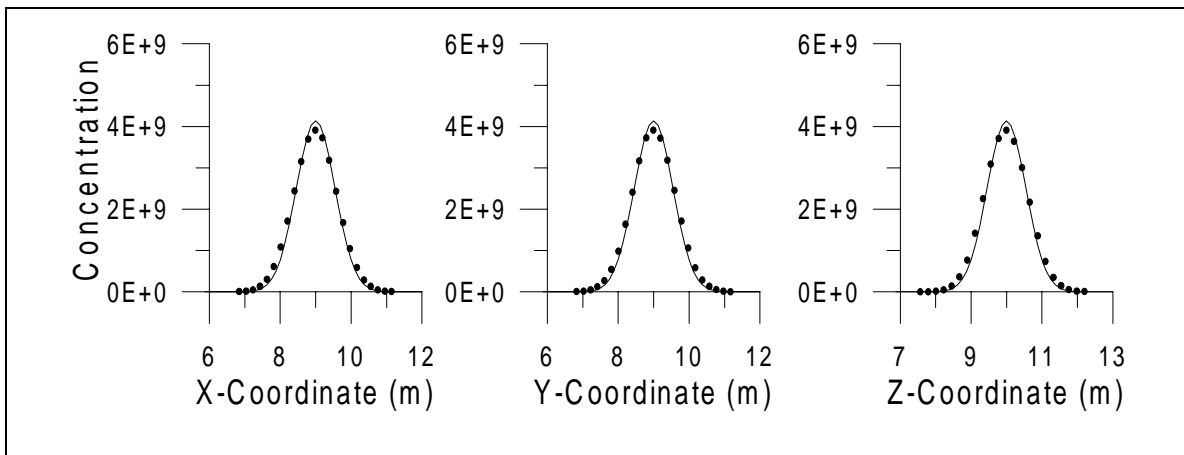 Concentration
6E+9
4E+9
2E+9
0E+0
6 8 10 12
X-Coordinate (m)
6E+9
4E+9
2E+9
0E+0
6 8 10 12
Y-Coordinate (m)
6E+9
4E+9
2E+9
0E+0
7 9 11 13
Z-Coordinate (m)